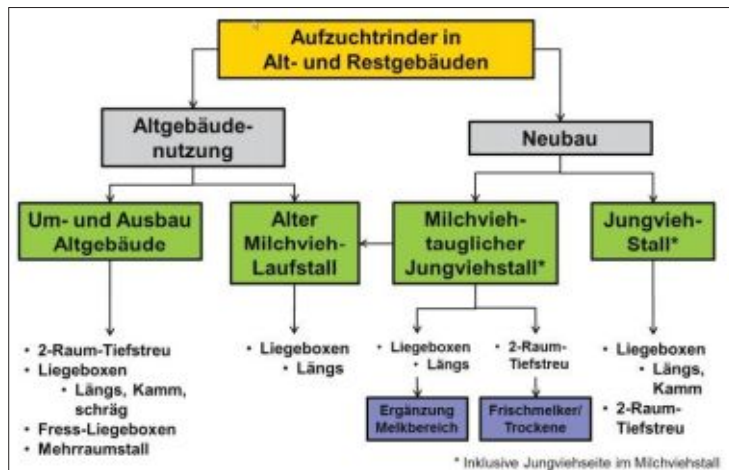 Aufzuchtrinder in
Alt- und Restgebäuden
Altgebäude-
nutzung
Neubau
Um- und Ausbau
Altgebäude
Alter
Milchvieh-
Laufstall
Milchvieh-
tauglicher
Jungviehstall*
Jungvieh-
Stall*
• 2-Raum-Tiefstreu
• Liegeboxen
• Längs, Kamm,
schräg
• Fress-Liegeboxen
• Mehrraumstall
• Liegeboxen
• Längs
• Liegeboxen
• Längs
• 2-Raum-
Tiefstreu
• Liegeboxen
• Längs,
Kamm
• 2-Raum-
Tiefstreu
Ergänzung
Melkbereich
Frischmelker/
Trockene
* Inklusive Jungviehseite im Milchviehstall